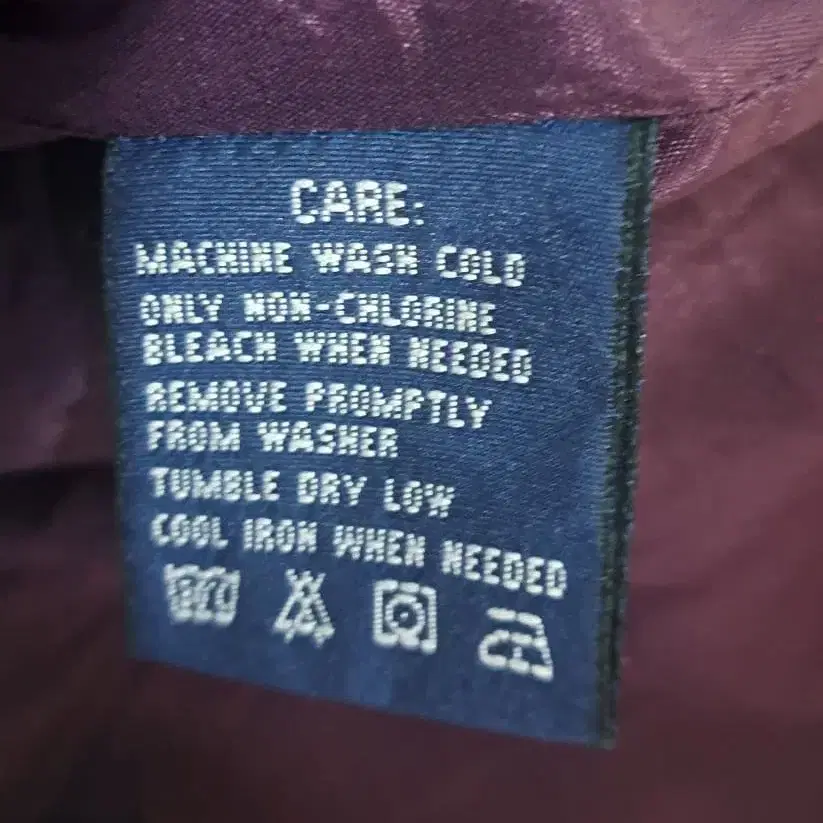 CARE:
MACHINE WASH COLD
ONLY NON-CHLORINE
BLEACH WHEN NEEDED
REMOVE PROMPTLY
FROM WASHER
TUMBLE DRY LOW
COOL IRON WHEN NEEDED